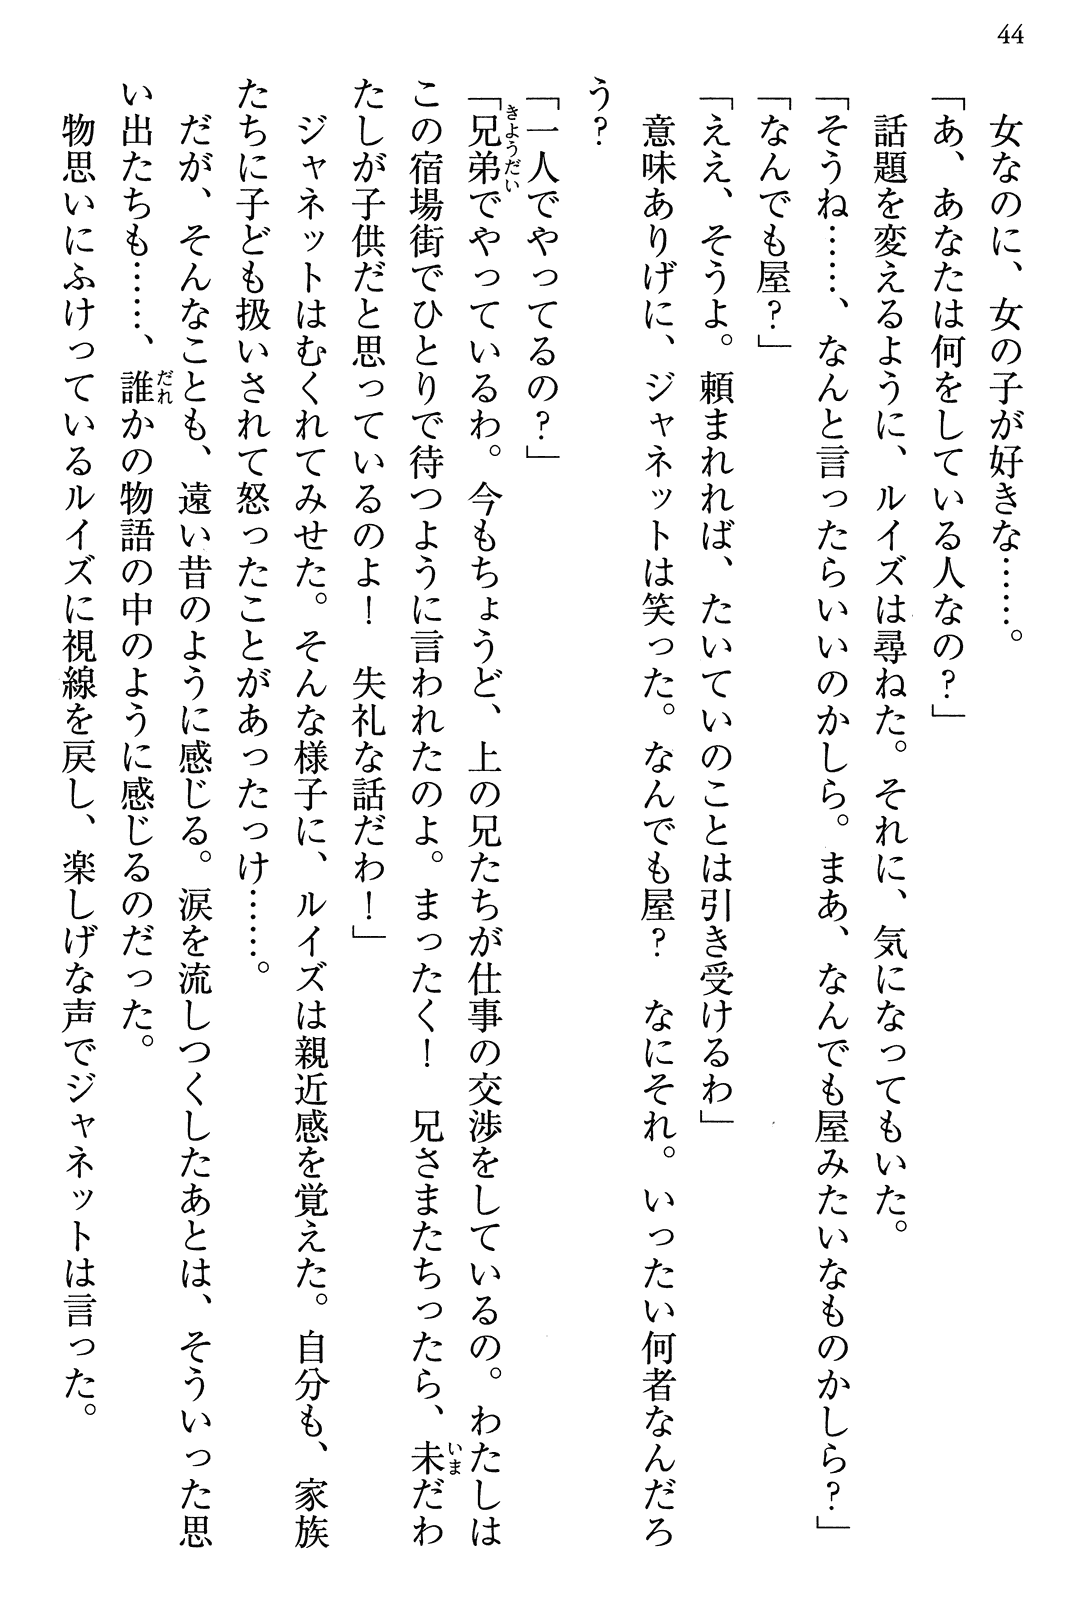 44
女なのに、女の子が好きな……。
「あ、あなたは何をしている人なの？」
話題を変えるように、ルイズは尋ねた。それに、気になってもいた。
「そうね……、なんと言ったらいいのかしら。まあ、なんでも屋みたいなものかしら？」
「なんでも屋？」
「ええ、そうよ。頼まれれば、たいていのことは引き受けるわ」
意味ありげに、ジャネットは笑った。なんでも屋？　なにそれ。いったい何者なんだろ
う？
「一人でやってるの？」
「兄弟でやっているわ。今もちょうど、上の兄たちが仕事の交渉をしているの。わたしは
きようだい
この宿場街でひとりで待つように言われたのよ。まったく！　兄さまたちったら、未だわ
いま
たしが子供だと思っているのよ！　失礼な話だわ！」
ジャネットはむくれてみせた。そんな様子に、ルイズは親近感を覚えた。自分も、家族
たちに子ども扱いされて怒ったことがあったっけ……。
だが、そんなことも、遠い昔のように感じる。涙を流しつくしたあとは、そういった思
い出たちも……、誰かの物語の中のように感じるのだった。
だれ
物思いにふけっているルイズに視線を戻し、楽しげな声でジャネットは言った。